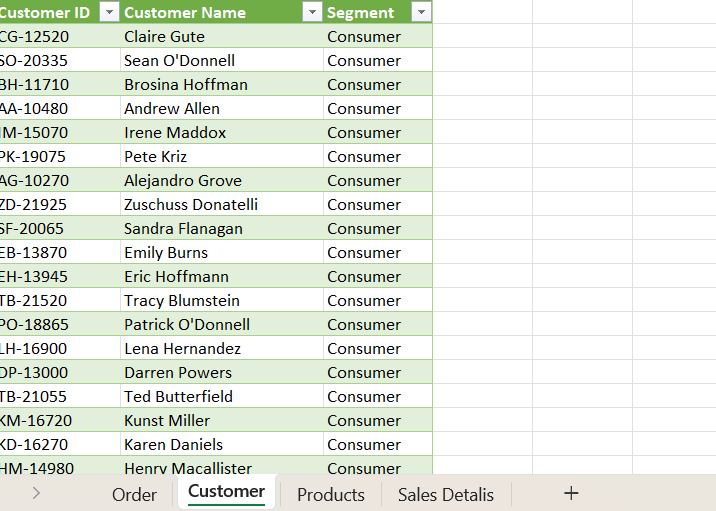 Customer ID Customer Name Segment
CG-12520 Claire Gute Consumer
SO-20335 Sean O'Donnell Consumer
BH-11710 Brosina Hoffman Consumer
AA-10480 Andrew Allen Consumer
IM-15070 Irene Maddox Consumer
PK-19075 Pete Kriz Consumer
AG-10270 Alejandro Grove Consumer
ZD-21925 Zuschuss Donatelli Consumer
SF-20065 Sandra Flanagan Consumer
EB-13870 Emily Burns Consumer
EH-13945 Eric Hoffmann Consumer
TB-21520 Tracy Blumstein Consumer
PO-18865 Patrick O'Donnell Consumer
LH-16900 Lena Hernandez Consumer
DP-13000 Darren Powers Consumer
TB-21055 Ted Butterfield Consumer
KM-16720 Kunst Miller Consumer
KD-16270 Karen Daniels Consumer
HM-14980 Henry Macallister Consumer
Order Customer Products Sales Detalis +